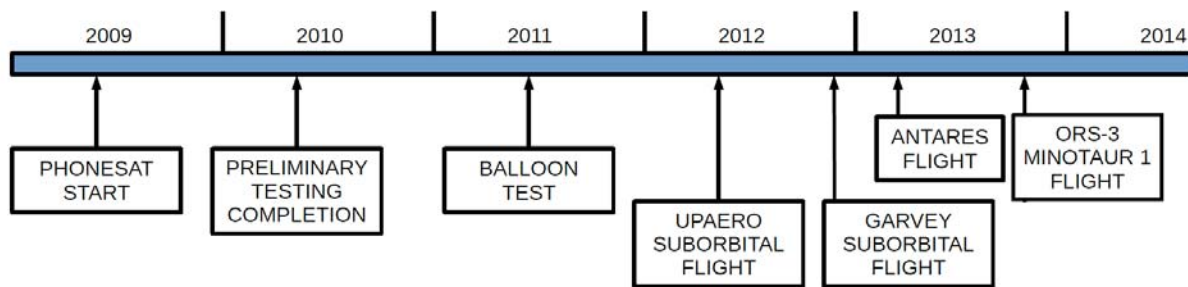 2009
2010
2011
2012
2013
2014
PHONESAT
START
PRELIMINARY
TESTING
COMPLETION
BALLOON
TEST
UPAERO
SUBORBITAL
FLIGHT
GARVEY
SUBORBITAL
FLIGHT
ANTARES
FLIGHT
ORS-3
MINOTAUR 1
FLIGHT